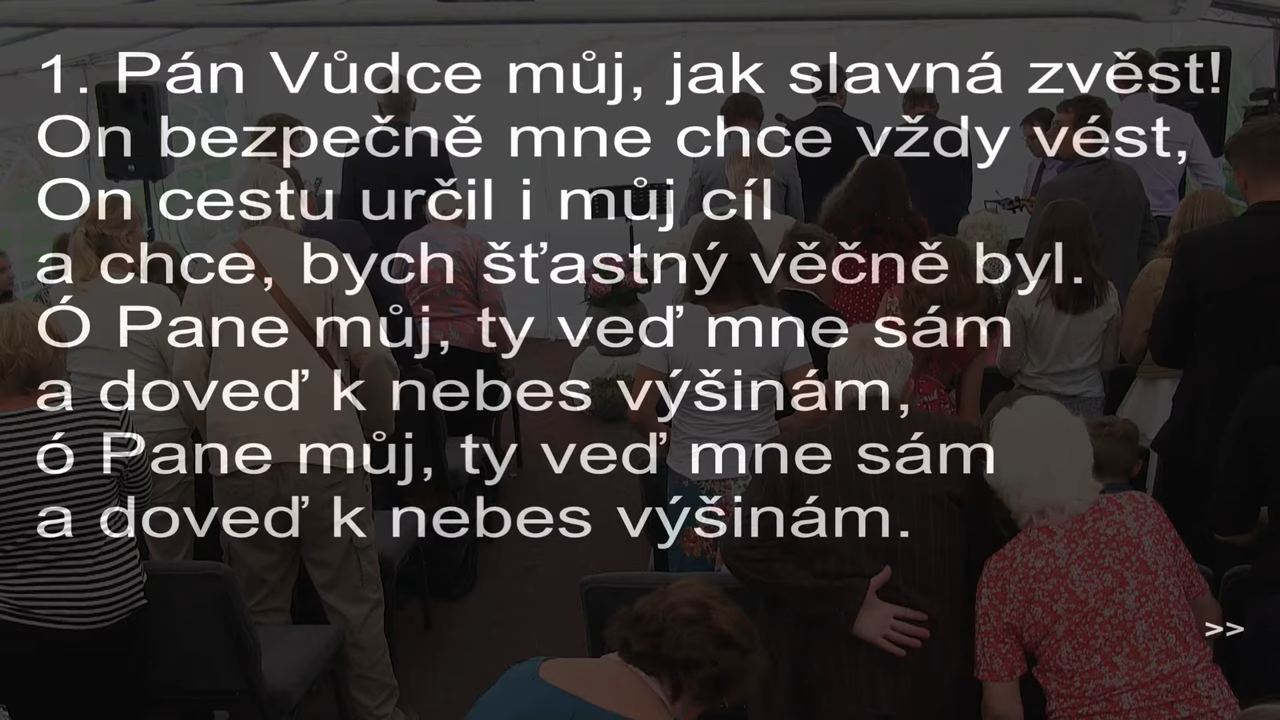 1. Pán Vůdce můj, jak slavná zvěst!
On bezpečně mne chce vždy vést,
On cestu určil i můj cíl
a chce, bych šťastný věčně byl.
Ó Pane můj, ty veď mne sám
a doveď k nebes výšinám,
ó Pane můj, ty veď mne sám
a doveď k nebes výšinám.
>>